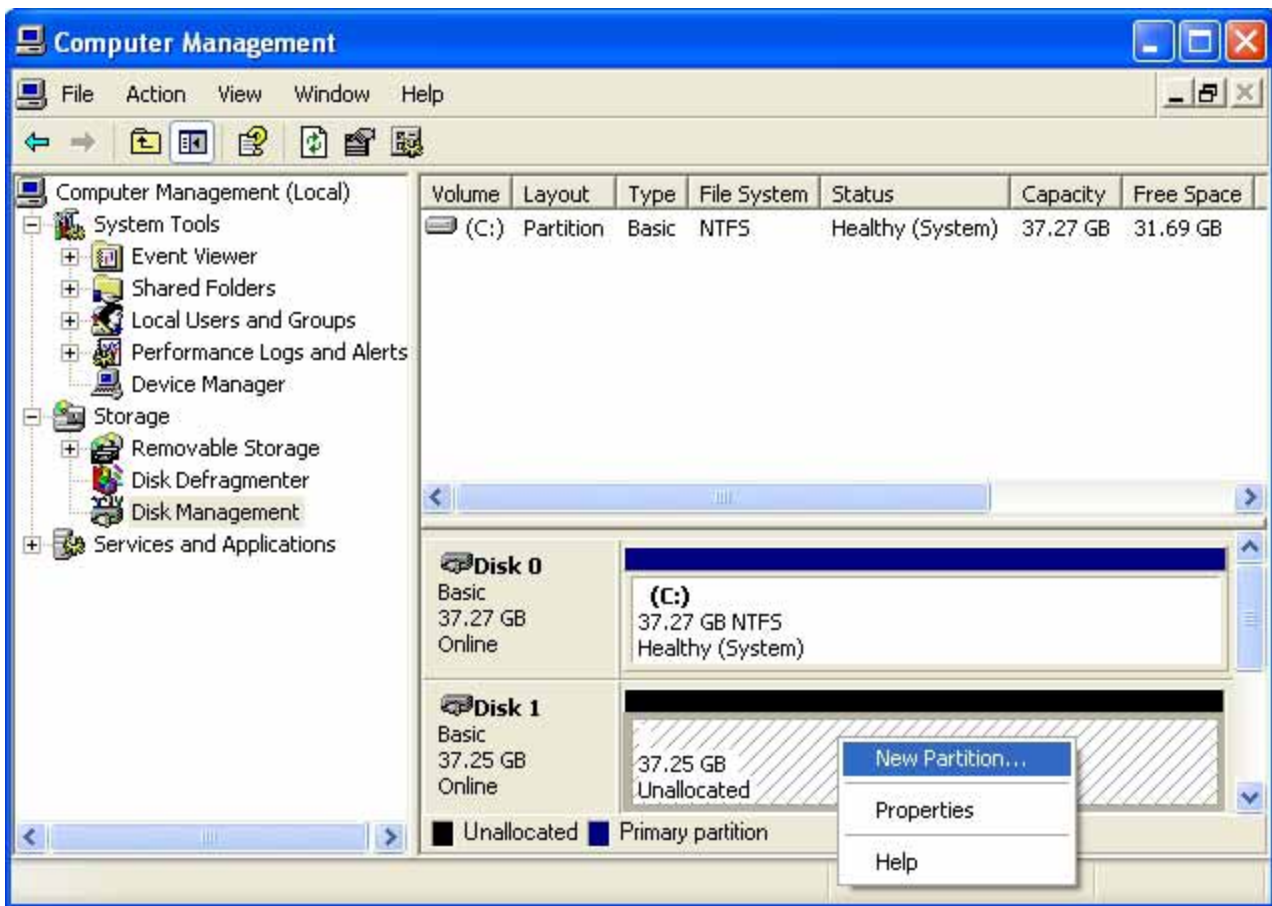 Computer Management
File Action View Window Help
Computer Management (Local)
System Tools
Event Viewer
Shared Folders
Local Users and Groups
Performance Logs and Alerts
Device Manager
Storage
Removable Storage
Disk Defragmenter
Disk Management
Services and Applications
Volume Layout Type File System Status Capacity Free Space
(C:) Partition Basic NTFS Healthy (System) 37.27 GB 31.69 GB
Disk 0
Basic
37.27 GB
Online
(C:)
37.27 GB NTFS
Healthy (System)
Disk 1
Basic
37.25 GB
Online
37.25 GB
Unallocated
New Partition...
Properties
Help
Unallocated Primary partition